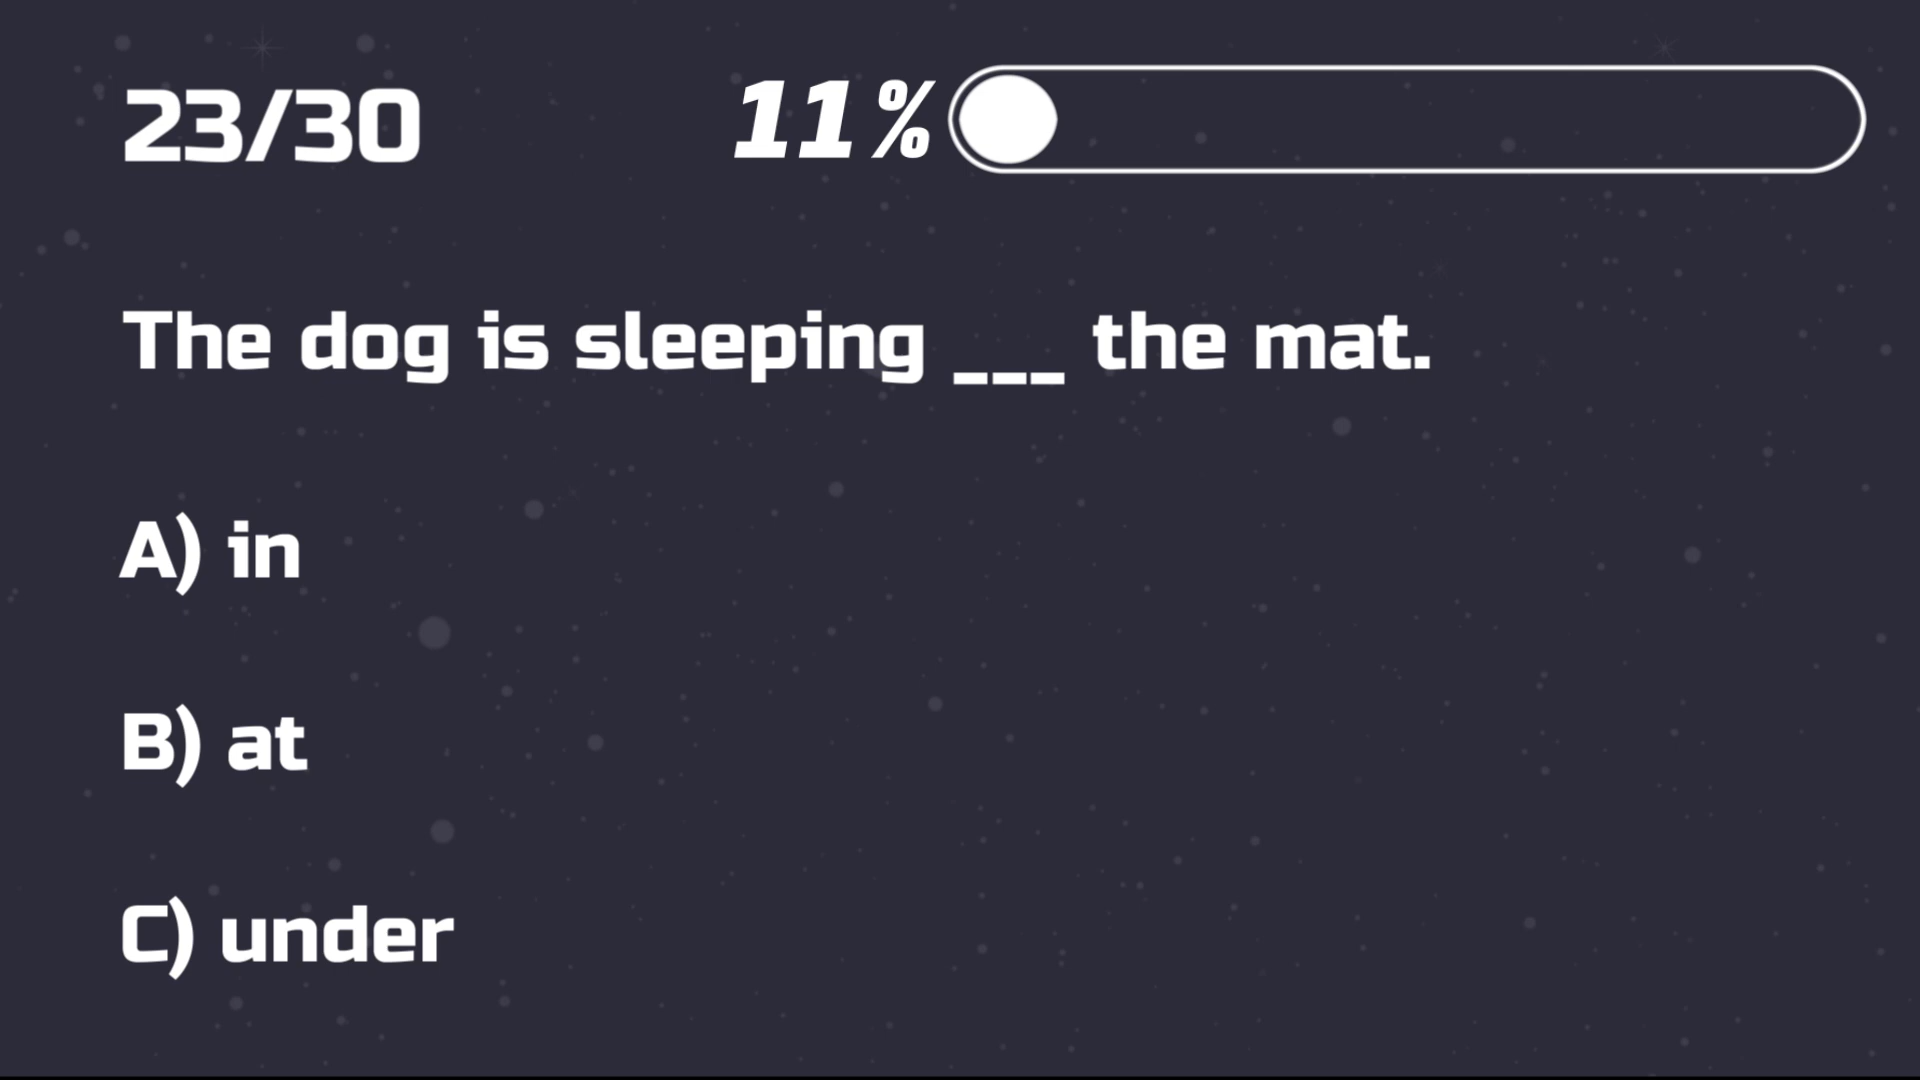 23/30
11%
The dog is sleeping ___ the mat.
A) in
B) at
C) under